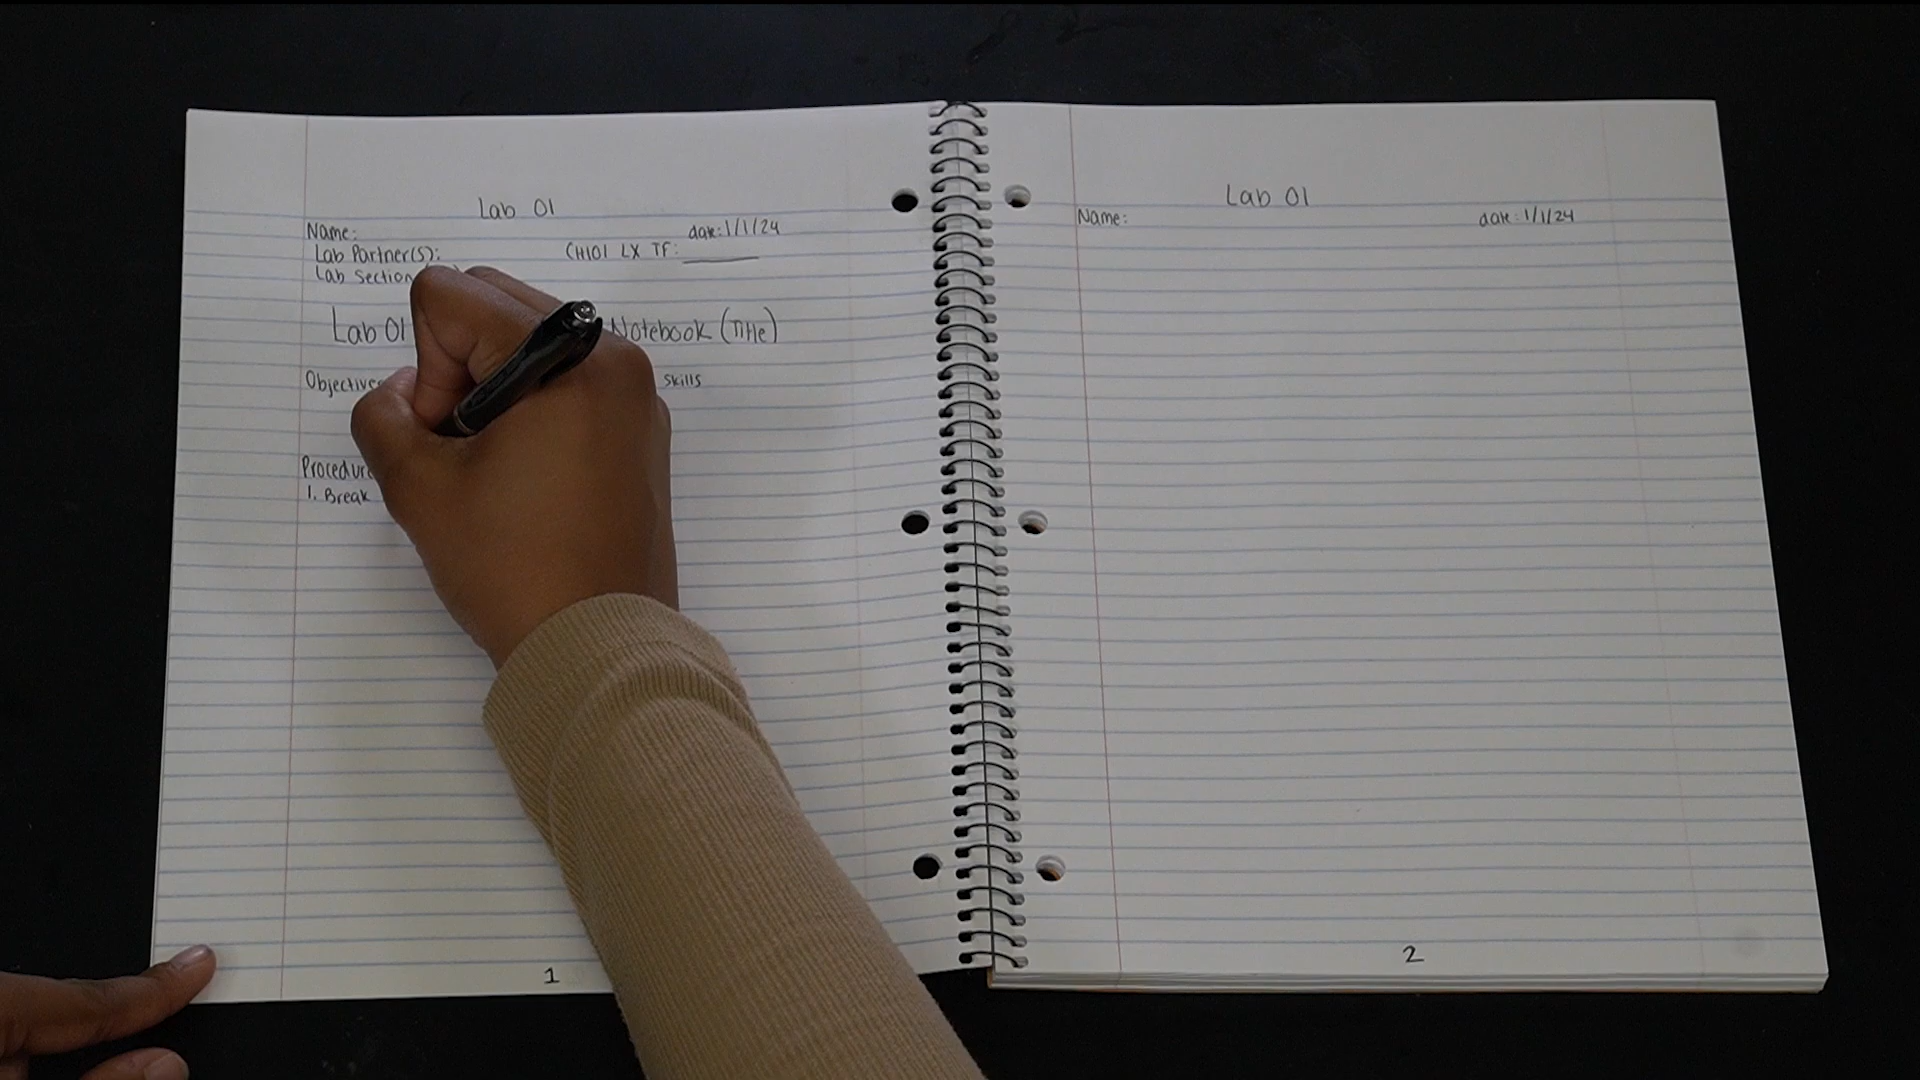 Lab 01
Name: date: 1/1/24
Lab Partner(s): CH101 LX TF:
Lab Section
Lab 01 Notebook (Title)
Objective skills
Procedur
1. Break
1
Lab 01
Name: date: 1/1/24
2